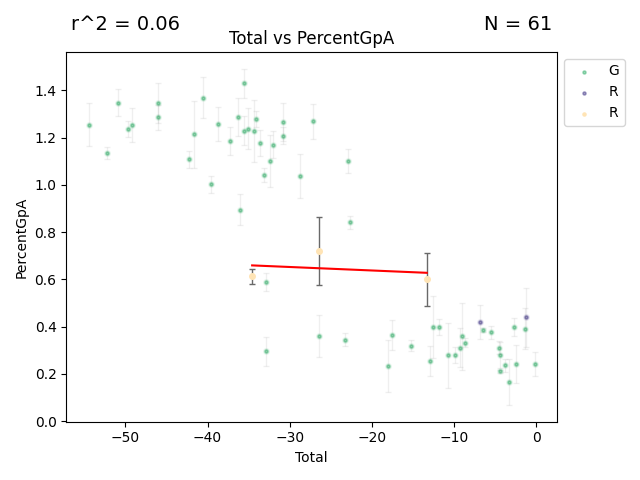 r^2 = 0.06
N = 61
Total vs PercentGpA
G
R
R
PercentGpA
1.4
1.2
1.0
0.8
0.6
0.4
0.2
0.0
−50
−40
−30
−20
−10
0
Total